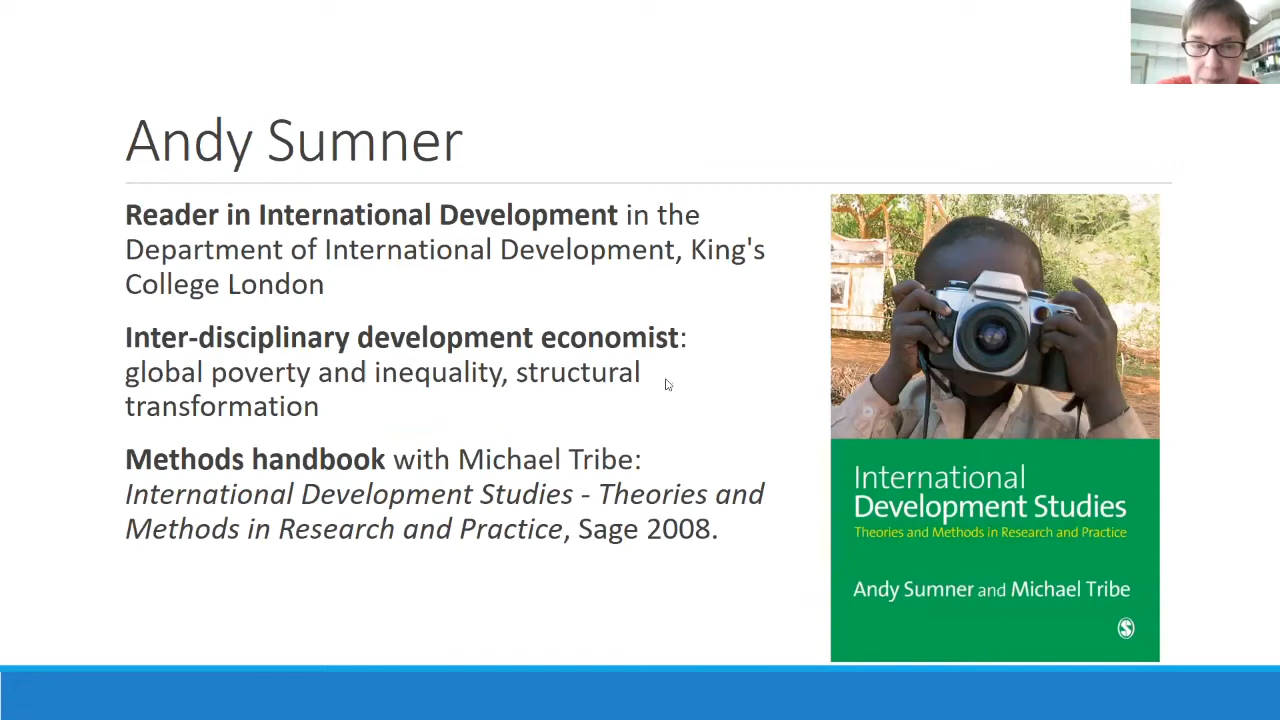 Andy Sumner
Reader in International Development in the
Department of International Development, King's
College London
Inter-disciplinary development economist:
global poverty and inequality, structural
transformation
Methods handbook with Michael Tribe:
International Development Studies - Theories and
Methods in Research and Practice, Sage 2008.
International
Development Studies
Theories and Methods in Research and Practice
Andy Sumner and Michael Tribe
S